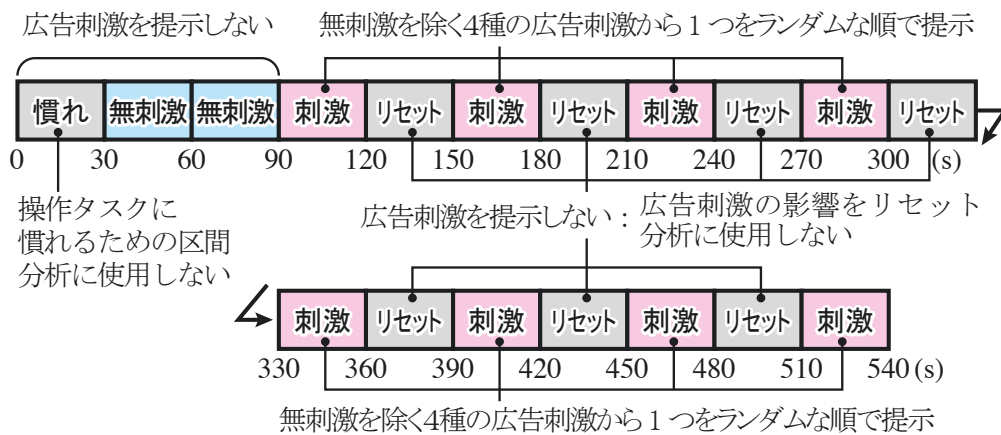 広告刺激を提示しない
無刺激を除く4種の広告刺激から1つをランダムな順で提示
慣れ 無刺激 無刺激 刺激 リセット 刺激 リセット 刺激 リセット 刺激 リセット
0 30 60 90 120 150 180 210 240 270 300 (s)
操作タスクに
慣れるための区間
分析に使用しない
広告刺激を提示しない：
広告刺激の影響をリセット
分析に使用しない
刺激 リセット 刺激 リセット 刺激 リセット 刺激
330 360 390 420 450 480 510 540 (s)
無刺激を除く4種の広告刺激から1つをランダムな順で提示